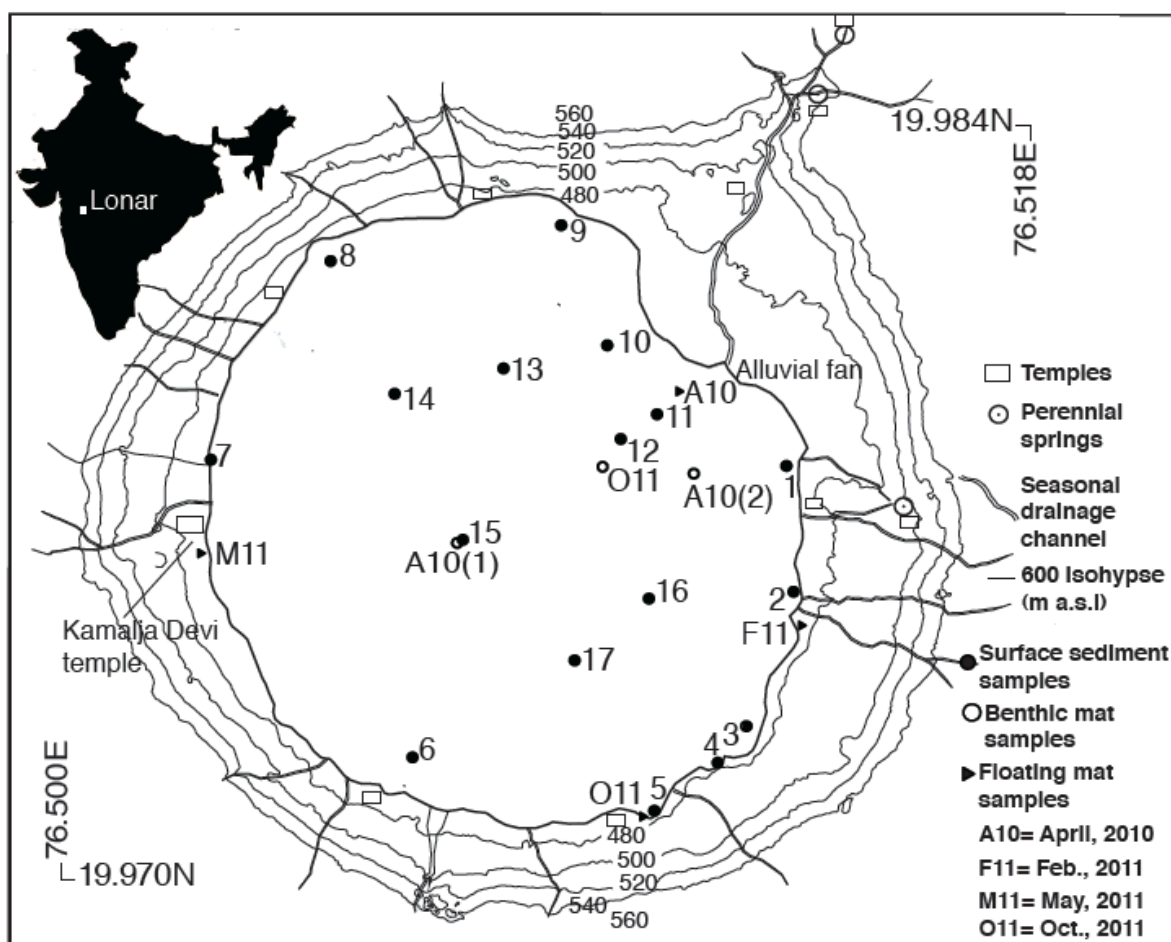 Lonar
560
540
520
500
480
19.984N
76.518E
9
8
10
13
14
Alluvial fan
A10
11
12
7
O11
A10(2)
1
15
A10(1)
M11
16
2
F11
Kamalja Devi
temple
17
3
4
6
O11
5
480
500
520
540
560
76.500E
19.970N
Temples
Perennial
springs
Seasonal
drainage
channel
600 Isohypse
(m a.s.l)
Surface sediment
samples
Benthic mat
samples
Floating mat
samples
A10= April, 2010
F11= Feb., 2011
M11= May, 2011
O11= Oct., 2011